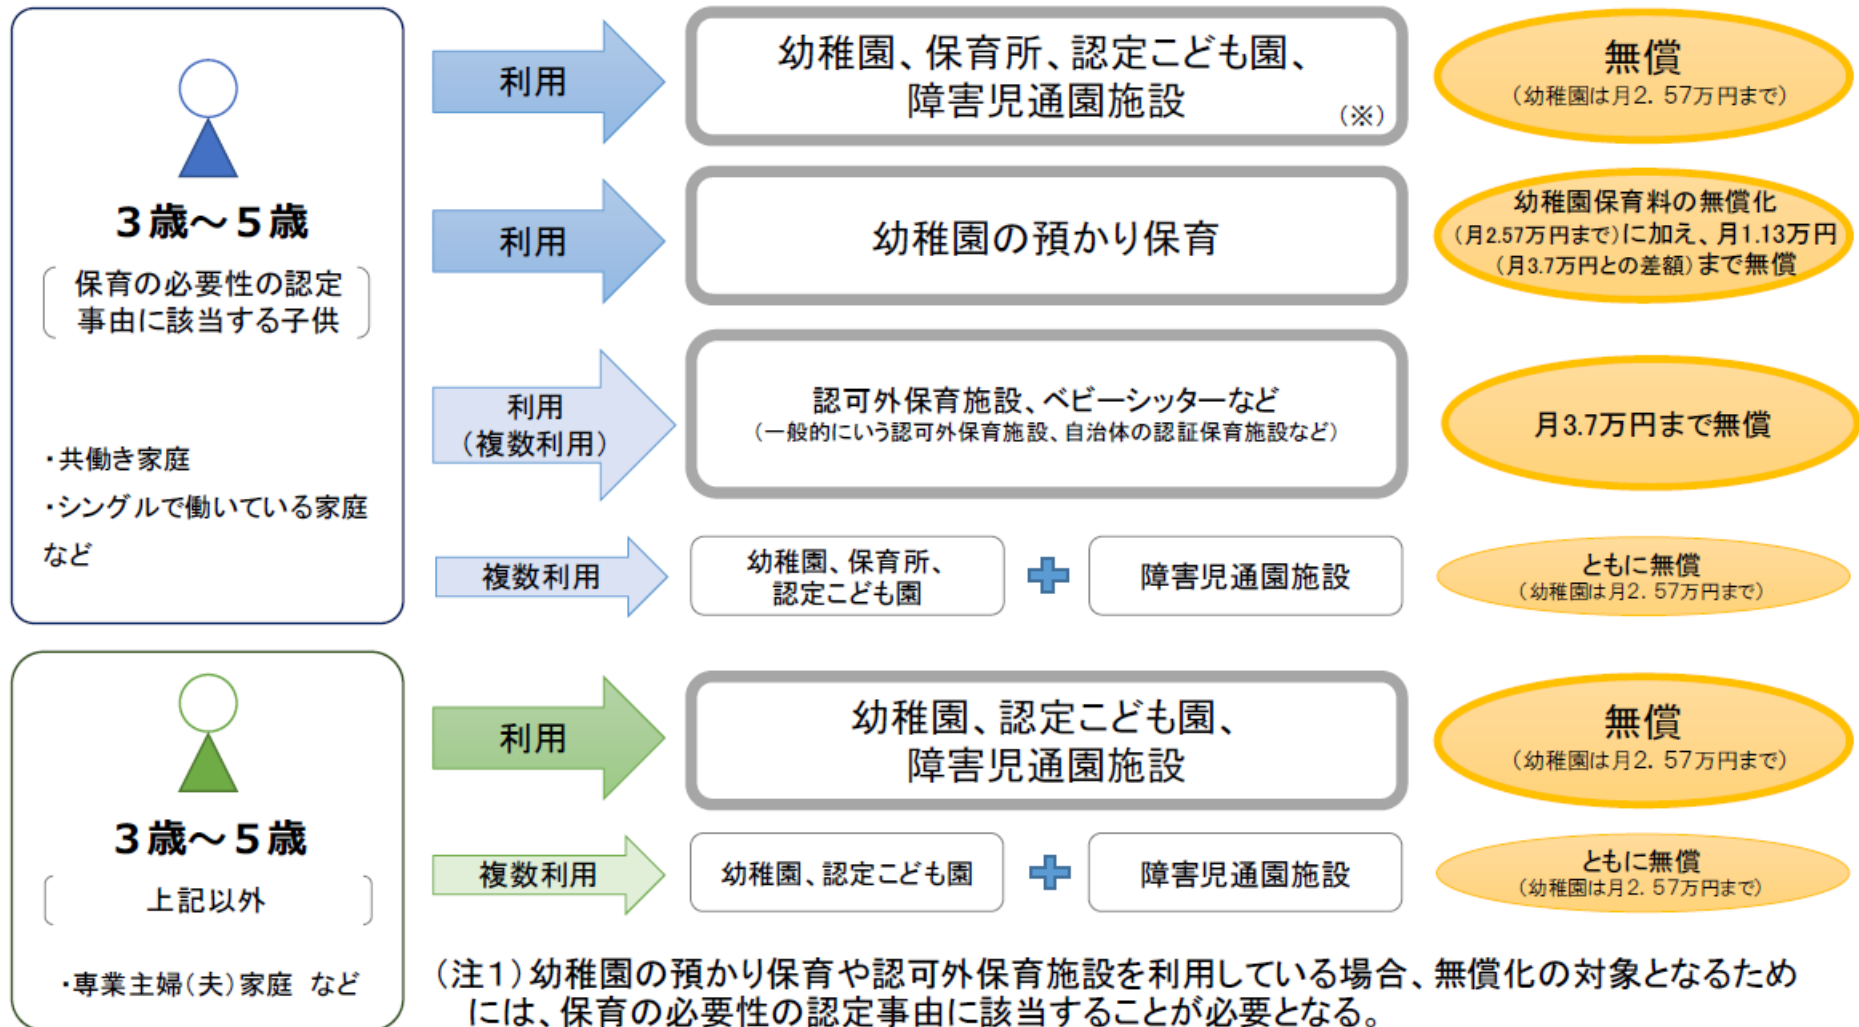 3歳～5歳
保育の必要性の認定
事由に該当する子供
・共働き家庭
・シングルで働いている家庭
など
利用
幼稚園、保育所、認定こども園、
障害児通園施設
（※）
無償
（幼稚園は月2．57万円まで）
利用
幼稚園の預かり保育
幼稚園保育料の無償化
（月2.57万円まで）に加え、月1.13万円
（月3.7万円との差額）まで無償
利用
（複数利用）
認可外保育施設、ベビーシッターなど
（一般的にいう認可外保育施設、自治体の認証保育施設など）
月3.7万円まで無償
複数利用
幼稚園、保育所、
認定こども園
障害児通園施設
ともに無償
（幼稚園は月2．57万円まで）
3歳～5歳
上記以外
・専業主婦（夫）家庭 など
利用
幼稚園、認定こども園、
障害児通園施設
無償
（幼稚園は月2．57万円まで）
複数利用
幼稚園、認定こども園
障害児通園施設
ともに無償
（幼稚園は月2．57万円まで）
（注1）幼稚園の預かり保育や認可外保育施設を利用している場合、無償化の対象となるため
には、保育の必要性の認定事由に該当することが必要となる。